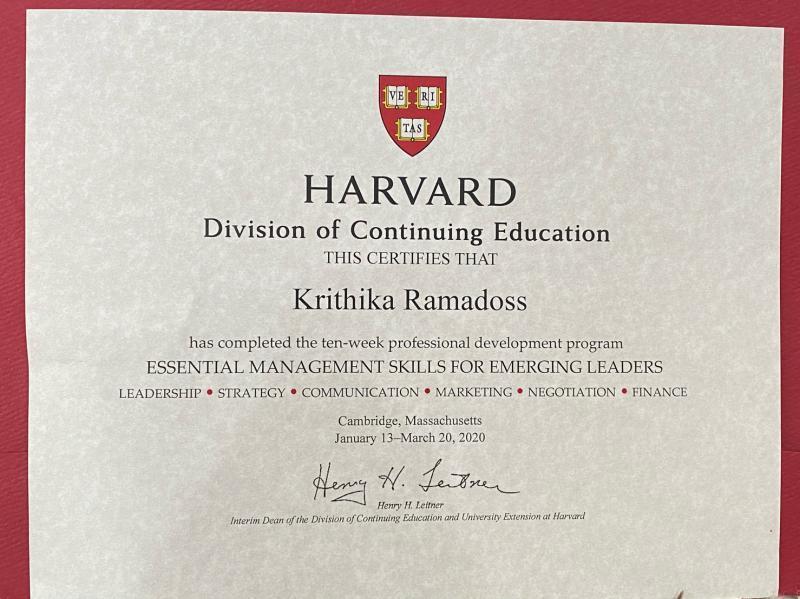 VE RI
TAS
HARVARD
Division of Continuing Education
THIS CERTIFIES THAT
Krithika Ramadoss
has completed the ten-week professional development program
ESSENTIAL MANAGEMENT SKILLS FOR EMERGING LEADERS
LEADERSHIP • STRATEGY • COMMUNICATION • MARKETING • NEGOTIATION • FINANCE
Cambridge, Massachusetts
January 13–March 20, 2020
Henry H. Leitner
Henry H. Leitner
Interim Dean of the Division of Continuing Education and University Extension at Harvard